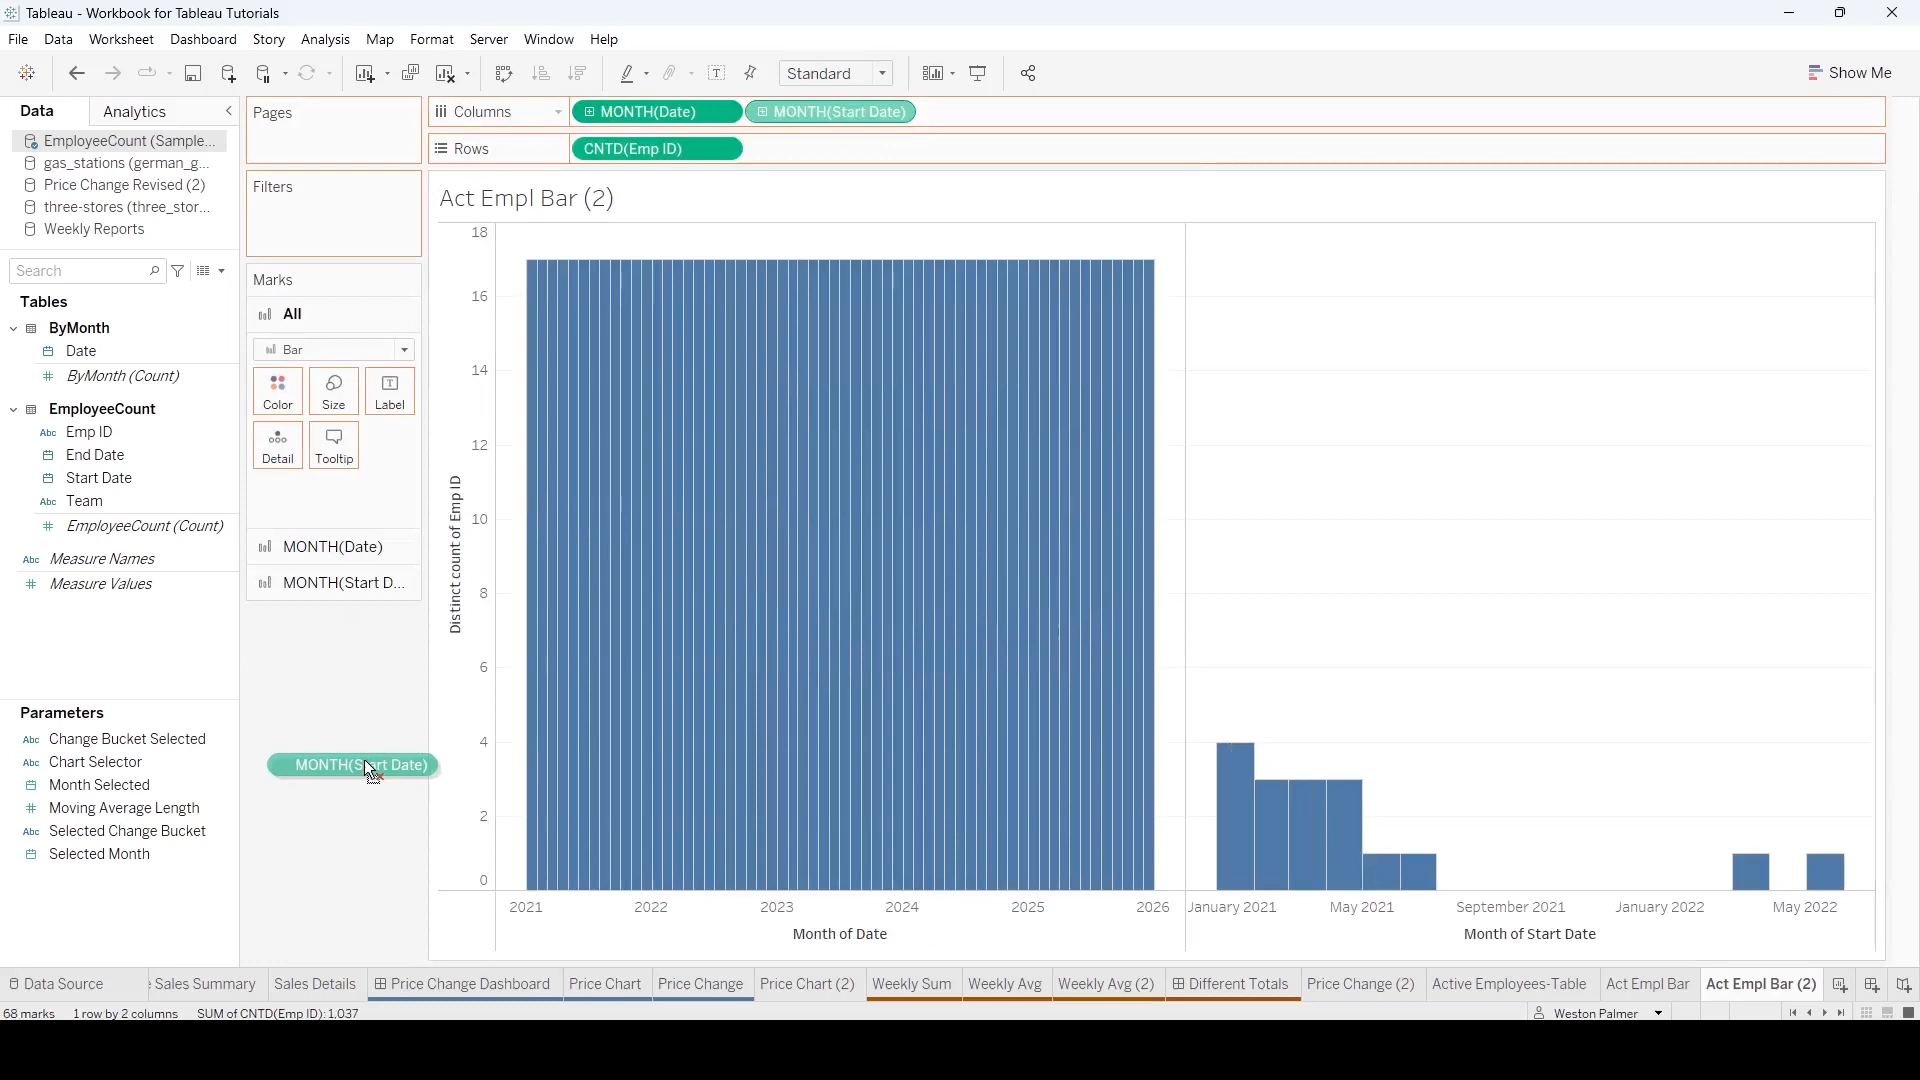 Tableau - Workbook for Tableau Tutorials
File Data Worksheet Dashboard Story Analysis Map Format Server Window Help
Standard
Show Me
Data Analytics
EmployeeCount (Sample...
gas_stations (german_g...
Price Change Revised (2)
three-stores (three_stor...
Weekly Reports
Search
Tables
ByMonth
Date
ByMonth (Count)
EmployeeCount
Abc Emp ID
End Date
Start Date
Abc Team
EmployeeCount (Count)
Abc Measure Names
Measure Values
Parameters
Abc Change Bucket Selected
Abc Chart Selector
Month Selected
Moving Average Length
Abc Selected Change Bucket
Selected Month
Pages
Filters
Marks
All
Bar
Color Size Label
Detail Tooltip
MONTH(Date)
MONTH(Start D...
MONTH(Start Date)
Columns MONTH(Date) MONTH(Start Date)
Rows CNTD(Emp ID)
Act Empl Bar (2)
Distinct count of Emp ID
18
16
14
12
10
8
6
4
2
0
2021 2022 2023 2024 2025 2026 January 2021 May 2021 September 2021 January 2022 May 2022
Month of Date Month of Start Date
Data Source Sales Summary Sales Details Price Change Dashboard Price Chart Price Change Price Chart (2) Weekly Sum Weekly Avg Weekly Avg (2) Different Totals Price Change (2) Active Employees-Table Act Empl Bar Act Empl Bar (2)
68 marks 1 row by 2 columns SUM of CNTD(Emp ID): 1,037 Weston Palmer